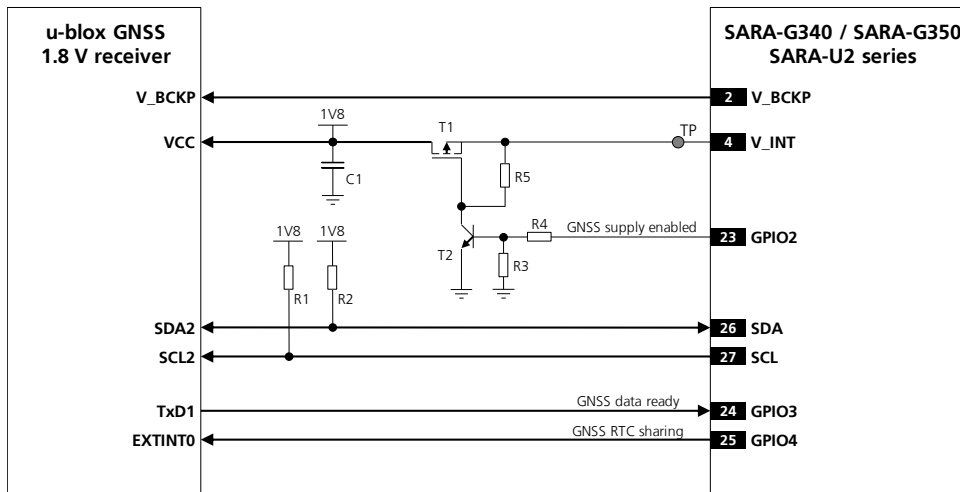 u-blox GNSS
1.8 V receiver
SARA-G340 / SARA-G350
SARA-U2 series
V_BCKP
2 V_BCKP
1V8
T1
TP
VCC
4 V_INT
C1
R5
1V8
1V8
R4
GNSS supply enabled
23 GPIO2
T2
R3
R1
R2
SDA2
26 SDA
SCL2
27 SCL
TxD1
GNSS data ready
24 GPIO3
EXTINT0
GNSS RTC sharing
25 GPIO4